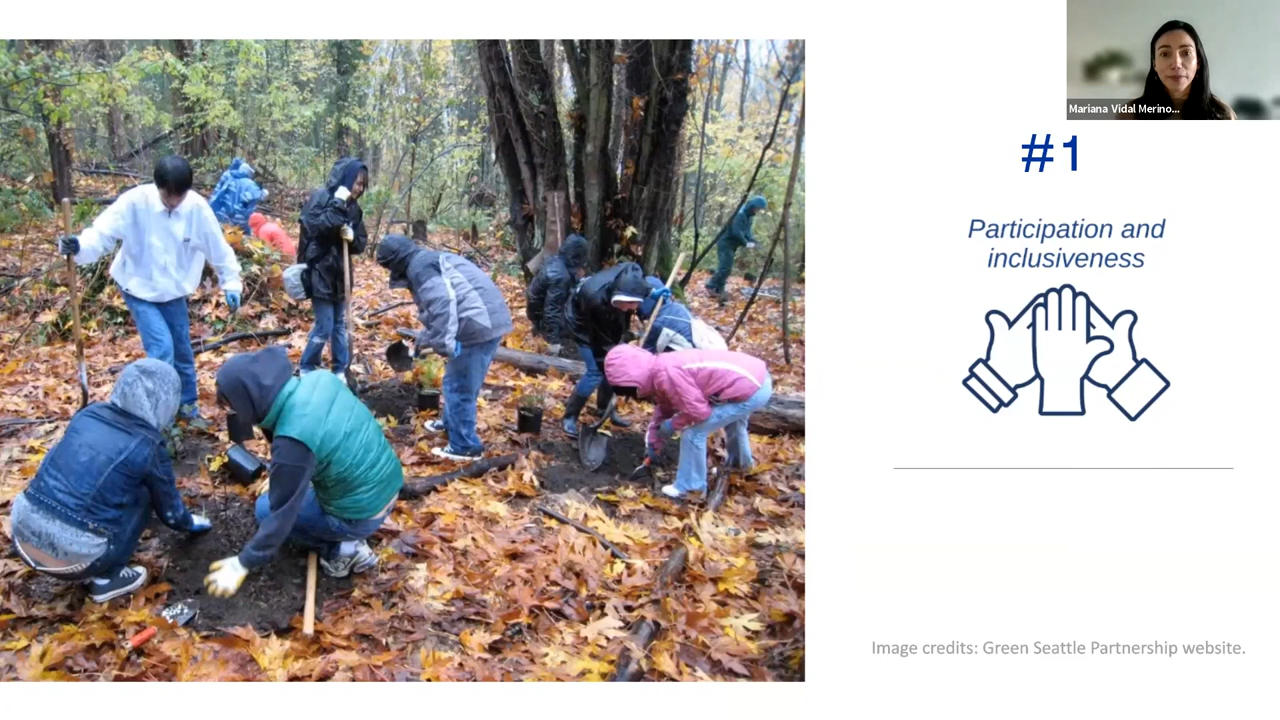 Mariana Vidal Merino...
#1
Participation and
inclusiveness
Image credits: Green Seattle Partnership website.